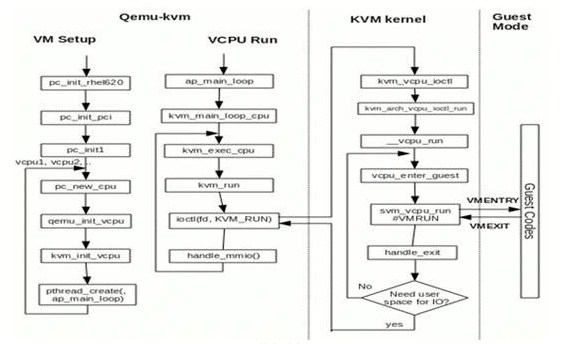 Qemu-kvm
KVM kernel
Guest
Mode
VM Setup
VCPU Run
pc_init_rhel620
pc_init_pci
pc_init1
vcpu1, vcpu2,..
pc_new_cpu
qemu_init_vcpu
kvm_init_vcpu
pthread_create(,
ap_main_loop)
ap_main_loop
kvm_main_loop_cpu
kvm_exec_cpu
kvm_run
ioctl(fd, KVM_RUN)
handle_mmio()
kvm_vcpu_ioctl
kvm_arch_vcpu_ioctl_run
__vcpu_run
vcpu_enter_guest
svm_vcpu_run
#VMRUN
handle_exit
No
Need user
space for IO?
yes
VMENTRY
VMEXIT
Guest Codes